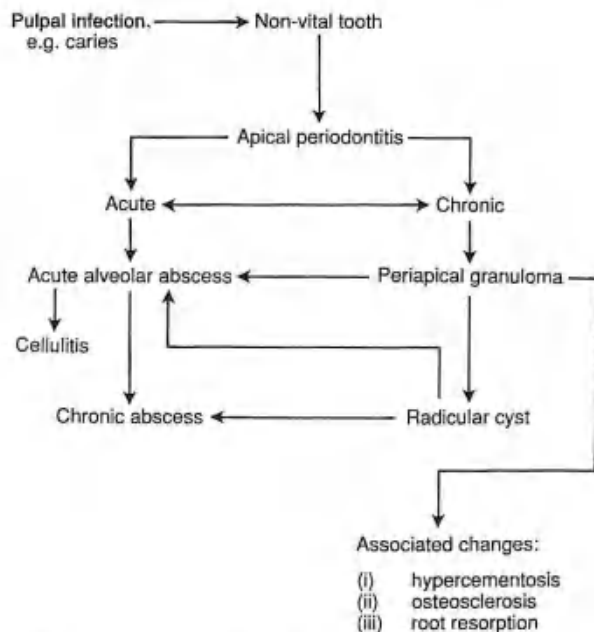 Pulpal infection, Non-vital tooth
e.g. caries
Apical periodontitis
Acute Chronic
Acute alveolar abscess Periapical granuloma
Cellulitis
Chronic abscess Radicular cyst
Associated changes:
(i) hypercementosis
(ii) osteosclerosis
(iii) root resorption